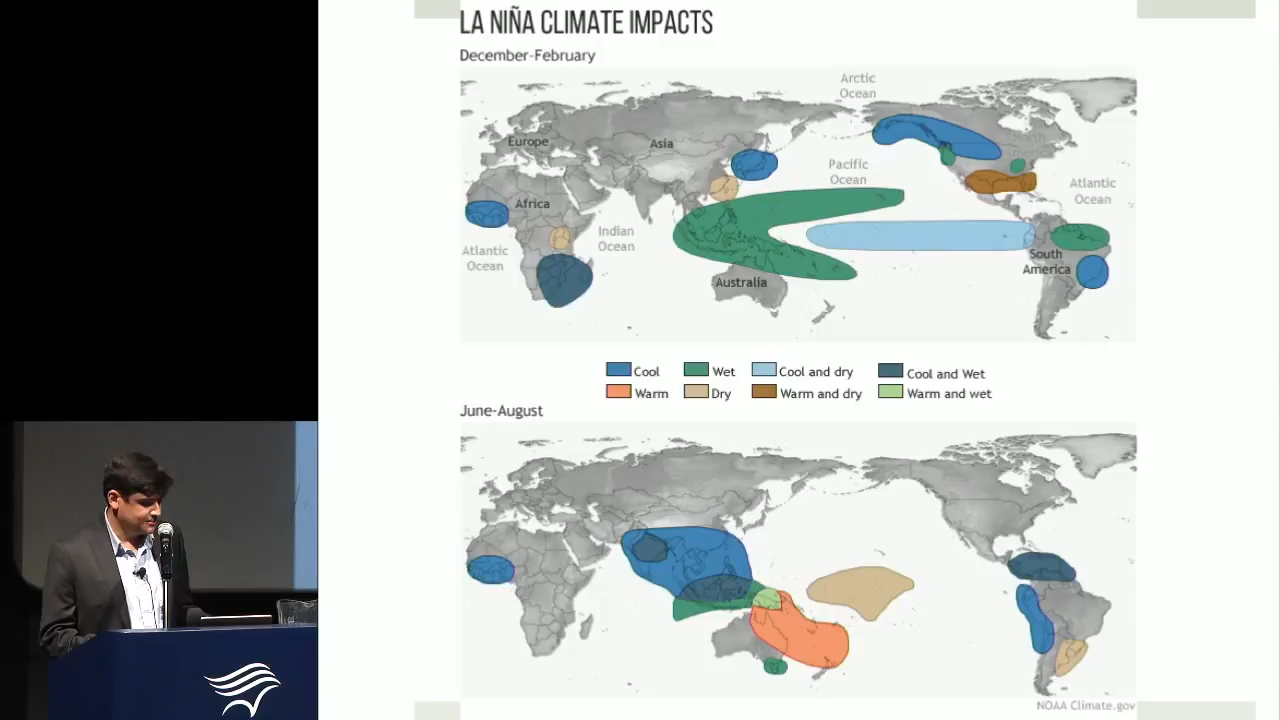 LA NIÑA CLIMATE IMPACTS
December-February
Arctic
Ocean
Europe
Asia
North
Pacific
Ocean
Atlantic
Ocean
Africa
Indian
Ocean
Atlantic
Ocean
South
America
Australia
Cool
Wet
Cool and dry
Cool and Wet
Warm
Dry
Warm and dry
Warm and wet
June-August
NOAA Climate.gov